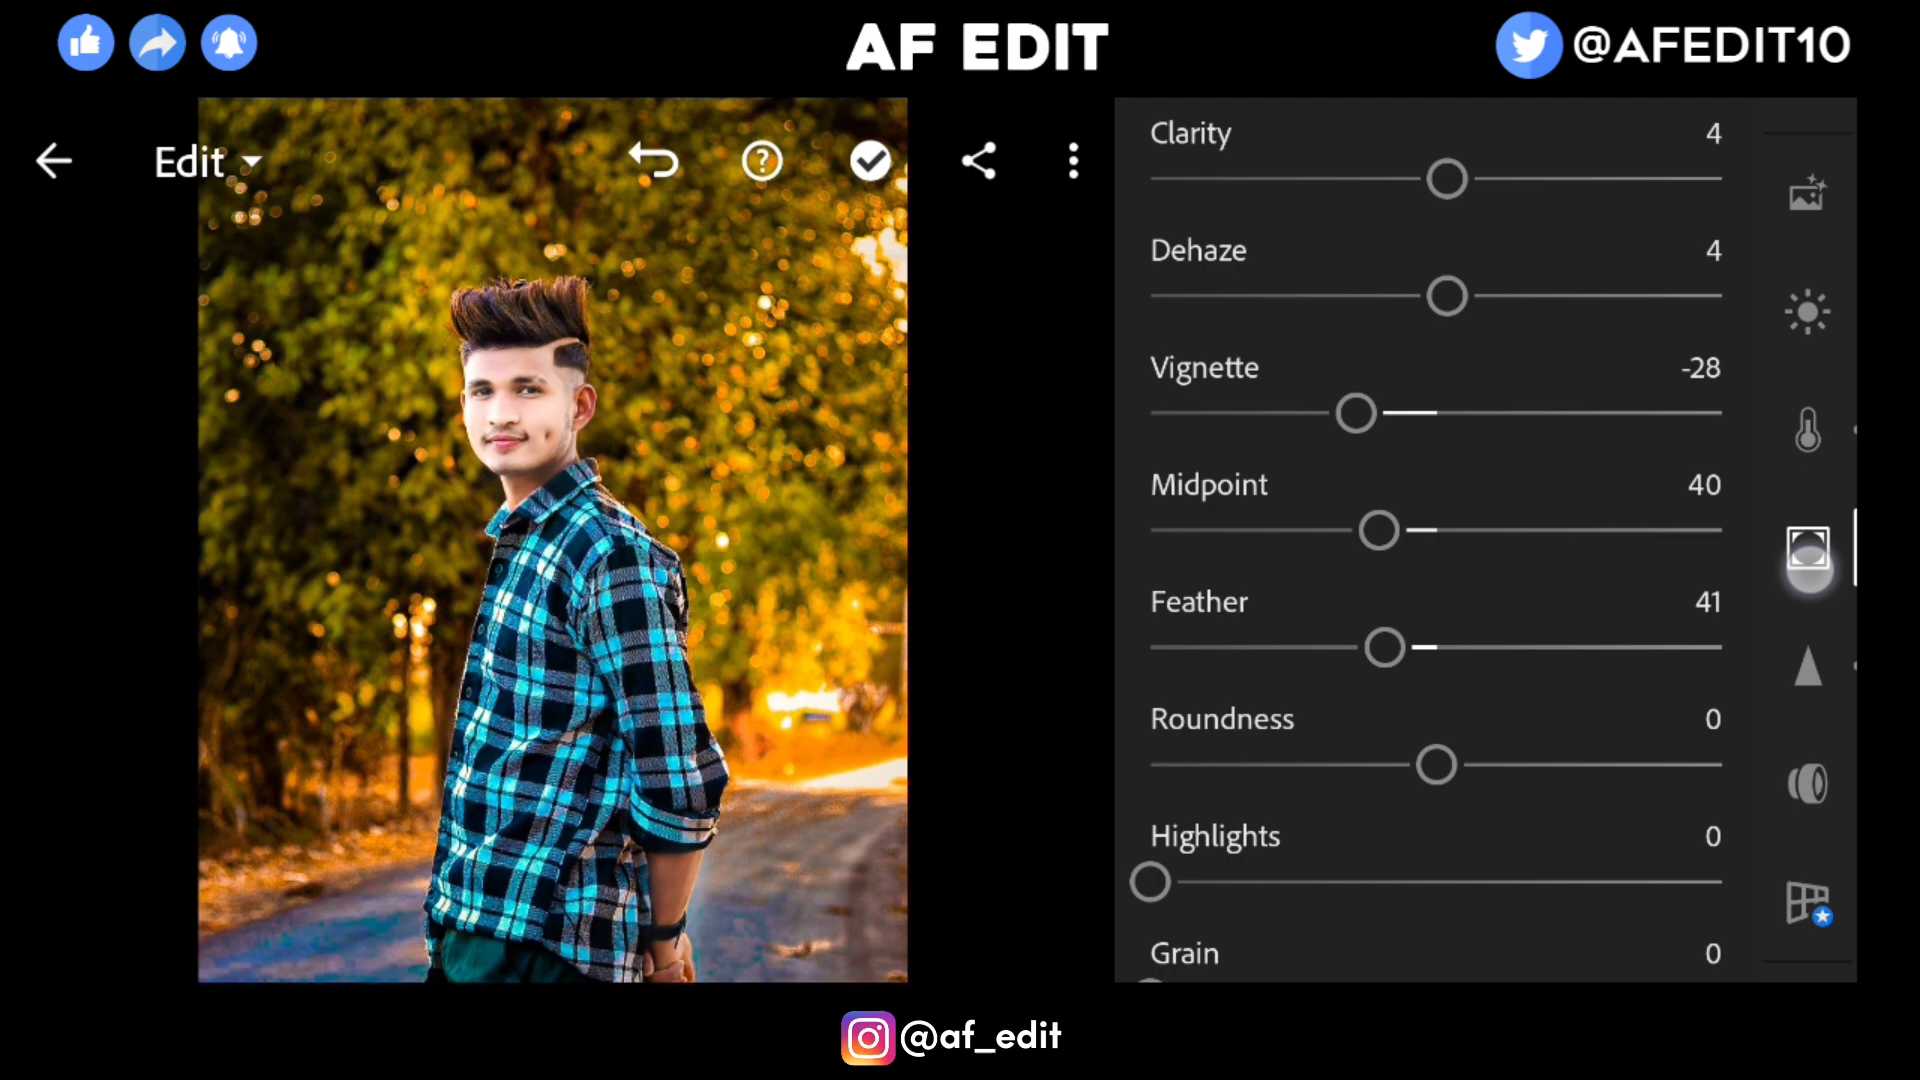 AF EDIT
@AFEDIT10
Edit
Clarity 4
Dehaze 4
Vignette -28
Midpoint 40
Feather 41
Roundness 0
Highlights 0
Grain 0
@af_edit